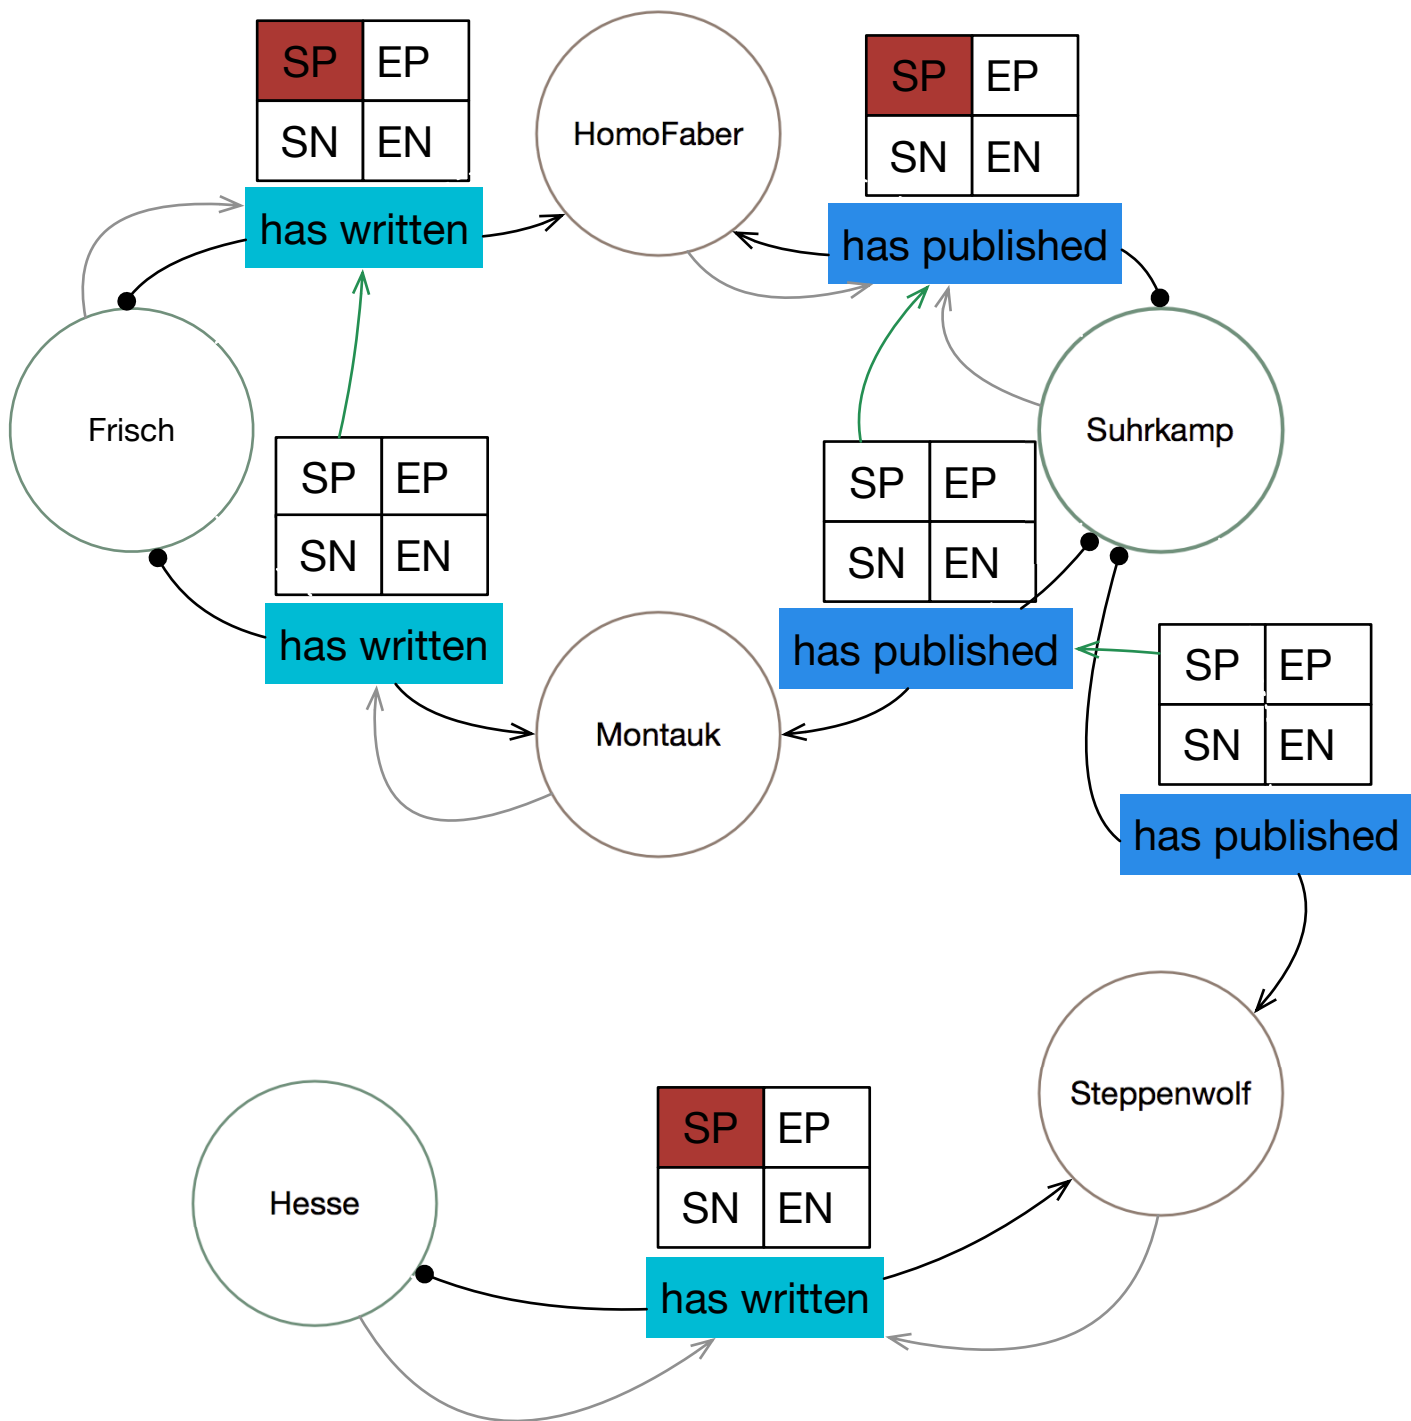 SP EP
SN EN
has written
HomoFaber
SP EP
SN EN
has published
Frisch
SP EP
SN EN
has written
Suhrkamp
SP EP
SN EN
has published
Montauk
SP EP
SN EN
has published
Steppenwolf
Hesse
SP EP
SN EN
has written